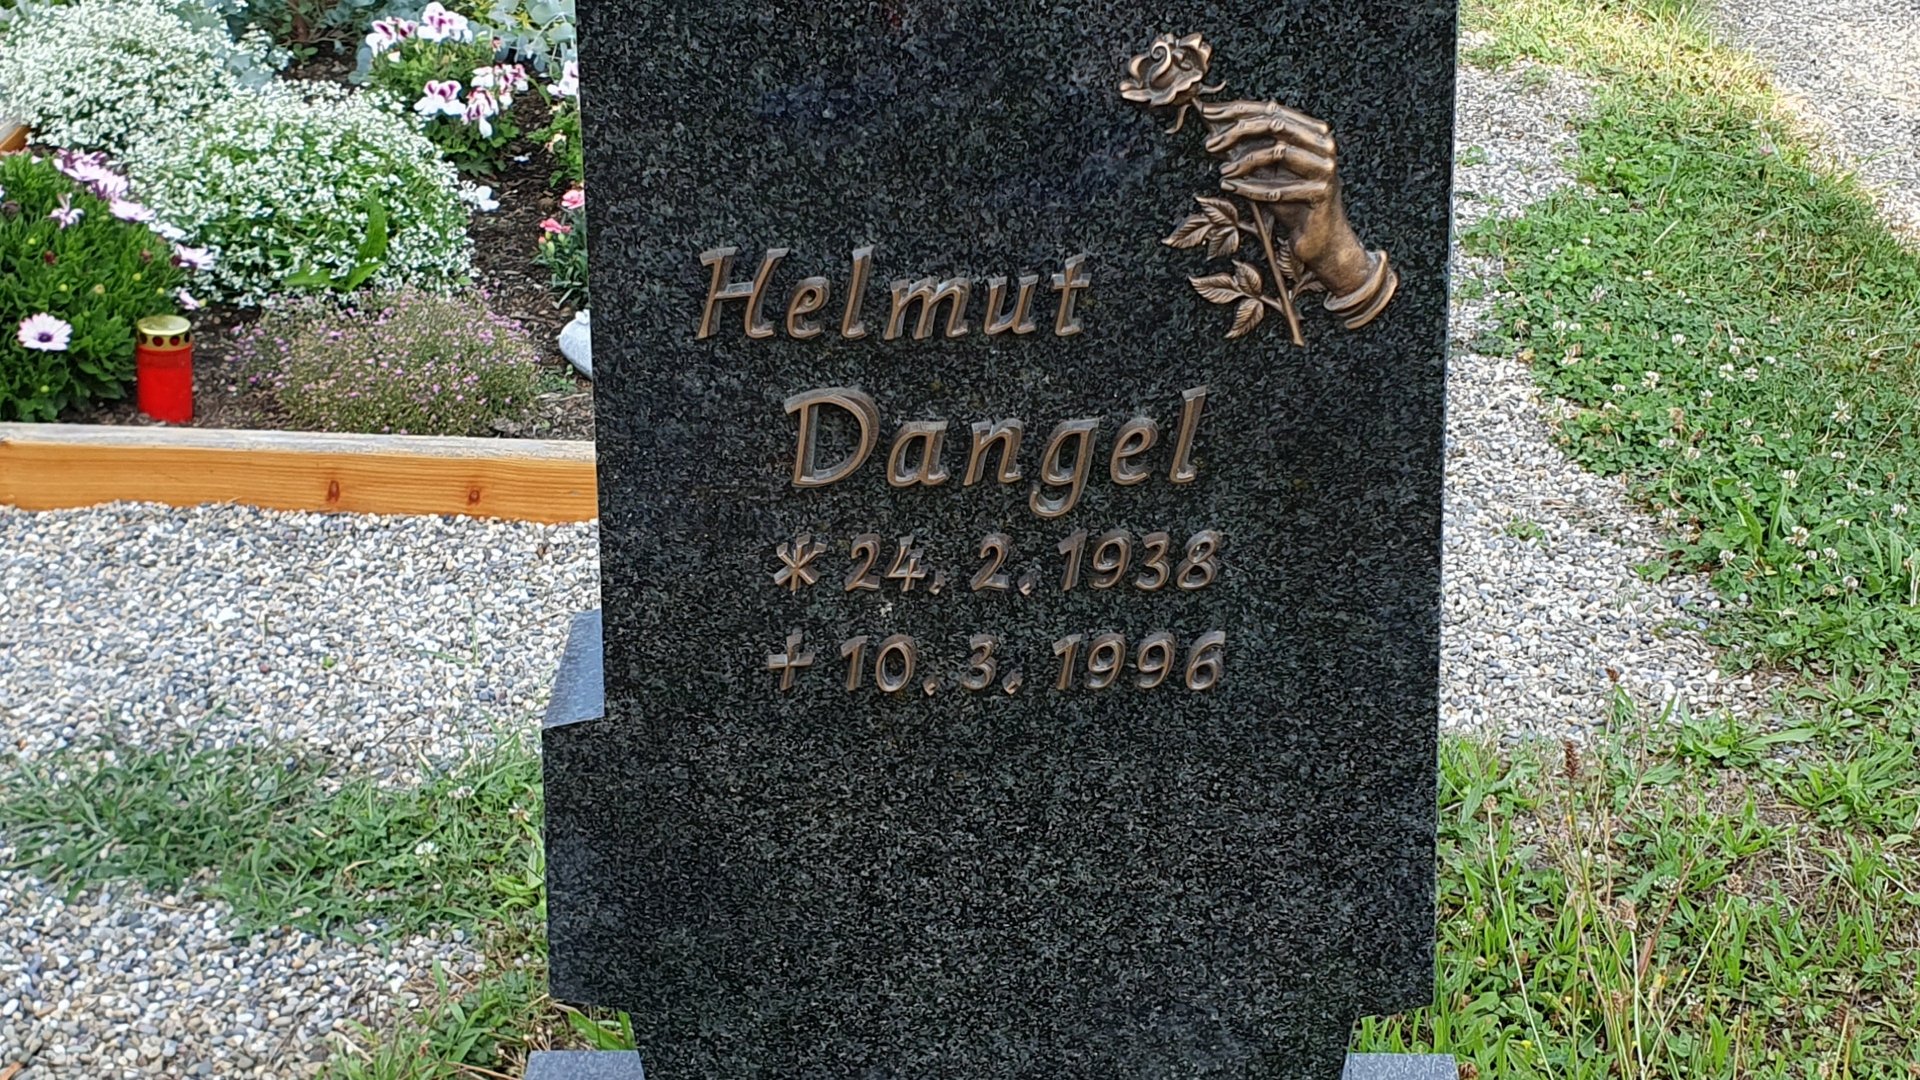 Helmut
Dangel
* 24. 2. 1938
† 10. 3. 1996